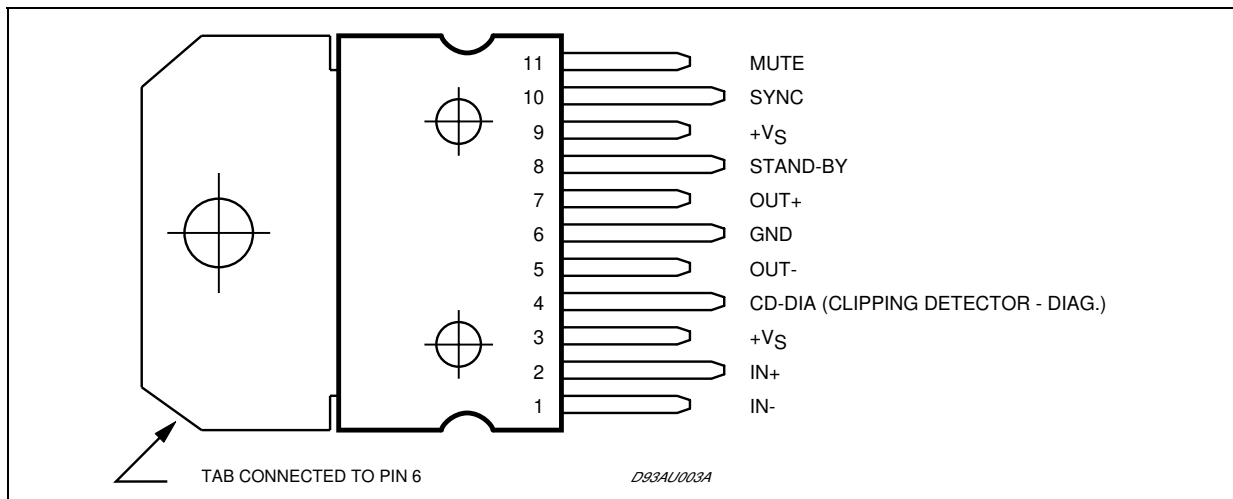 11 MUTE
10 SYNC
9 +VS
8 STAND-BY
7 OUT+
6 GND
5 OUT-
4 CD-DIA (CLIPPING DETECTOR - DIAG.)
3 +VS
2 IN+
1 IN-
TAB CONNECTED TO PIN 6 D93AU003A